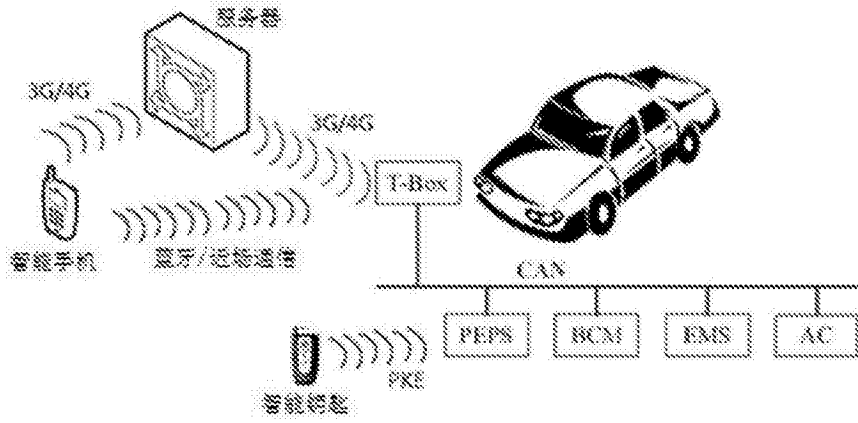 服务器
3G/4G
3G/4G
T-Box
智能手机
蓝牙/近场通信
CAN
PEPS
BCM
EMS
AC
PKE
智能钥匙